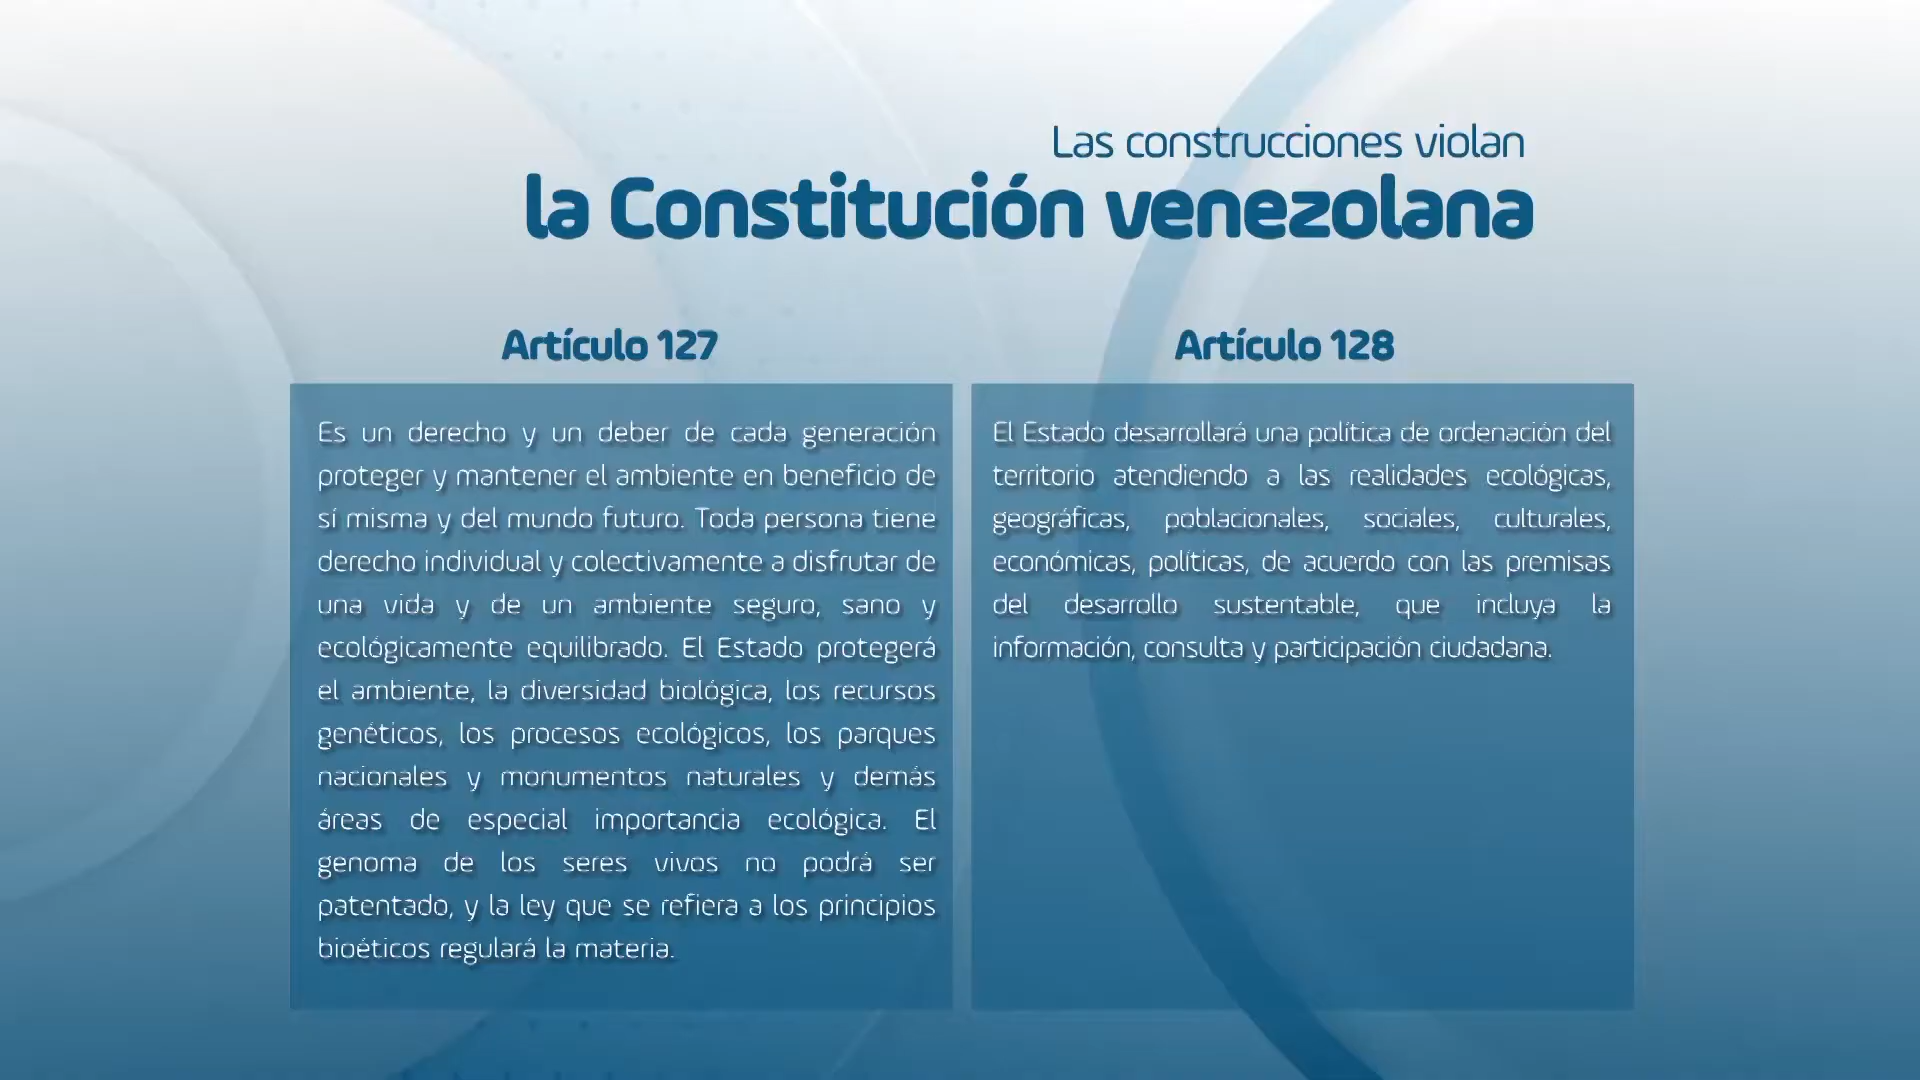 Las construcciones violan
la Constitución venezolana
Artículo 127
Es un derecho y un deber de cada generación
proteger y mantener el ambiente en beneficio de
sí misma y del mundo futuro. Toda persona tiene
derecho individual y colectivamente a disfrutar de
una vida y de un ambiente seguro, sano y
ecológicamente equilibrado. El Estado protegerá
el ambiente, la diversidad biológica, los recursos
genéticos, los procesos ecológicos, los parques
nacionales y monumentos naturales y demás
áreas de especial importancia ecológica. El
genoma de los seres vivos no podrá ser
patentado, y la ley que se refiera a los principios
bioéticos regulará la materia.
Artículo 128
El Estado desarrollará una política de ordenación del
territorio atendiendo a las realidades ecológicas,
geográficas, poblacionales, sociales, culturales,
económicas, políticas, de acuerdo con las premisas
del desarrollo sustentable, que incluya la
información, consulta y participación ciudadana.